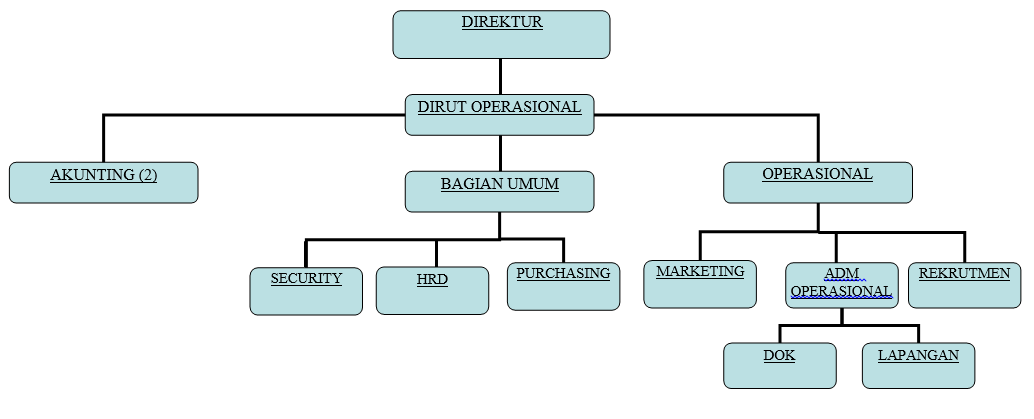 DIREKTUR
DIRUT OPERASIONAL
AKUNTING (2)
BAGIAN UMUM
OPERASIONAL
SECURITY
HRD
PURCHASING
MARKETING
ADM
OPERASIONAL
REKRUTMEN
DOK
LAPANGAN